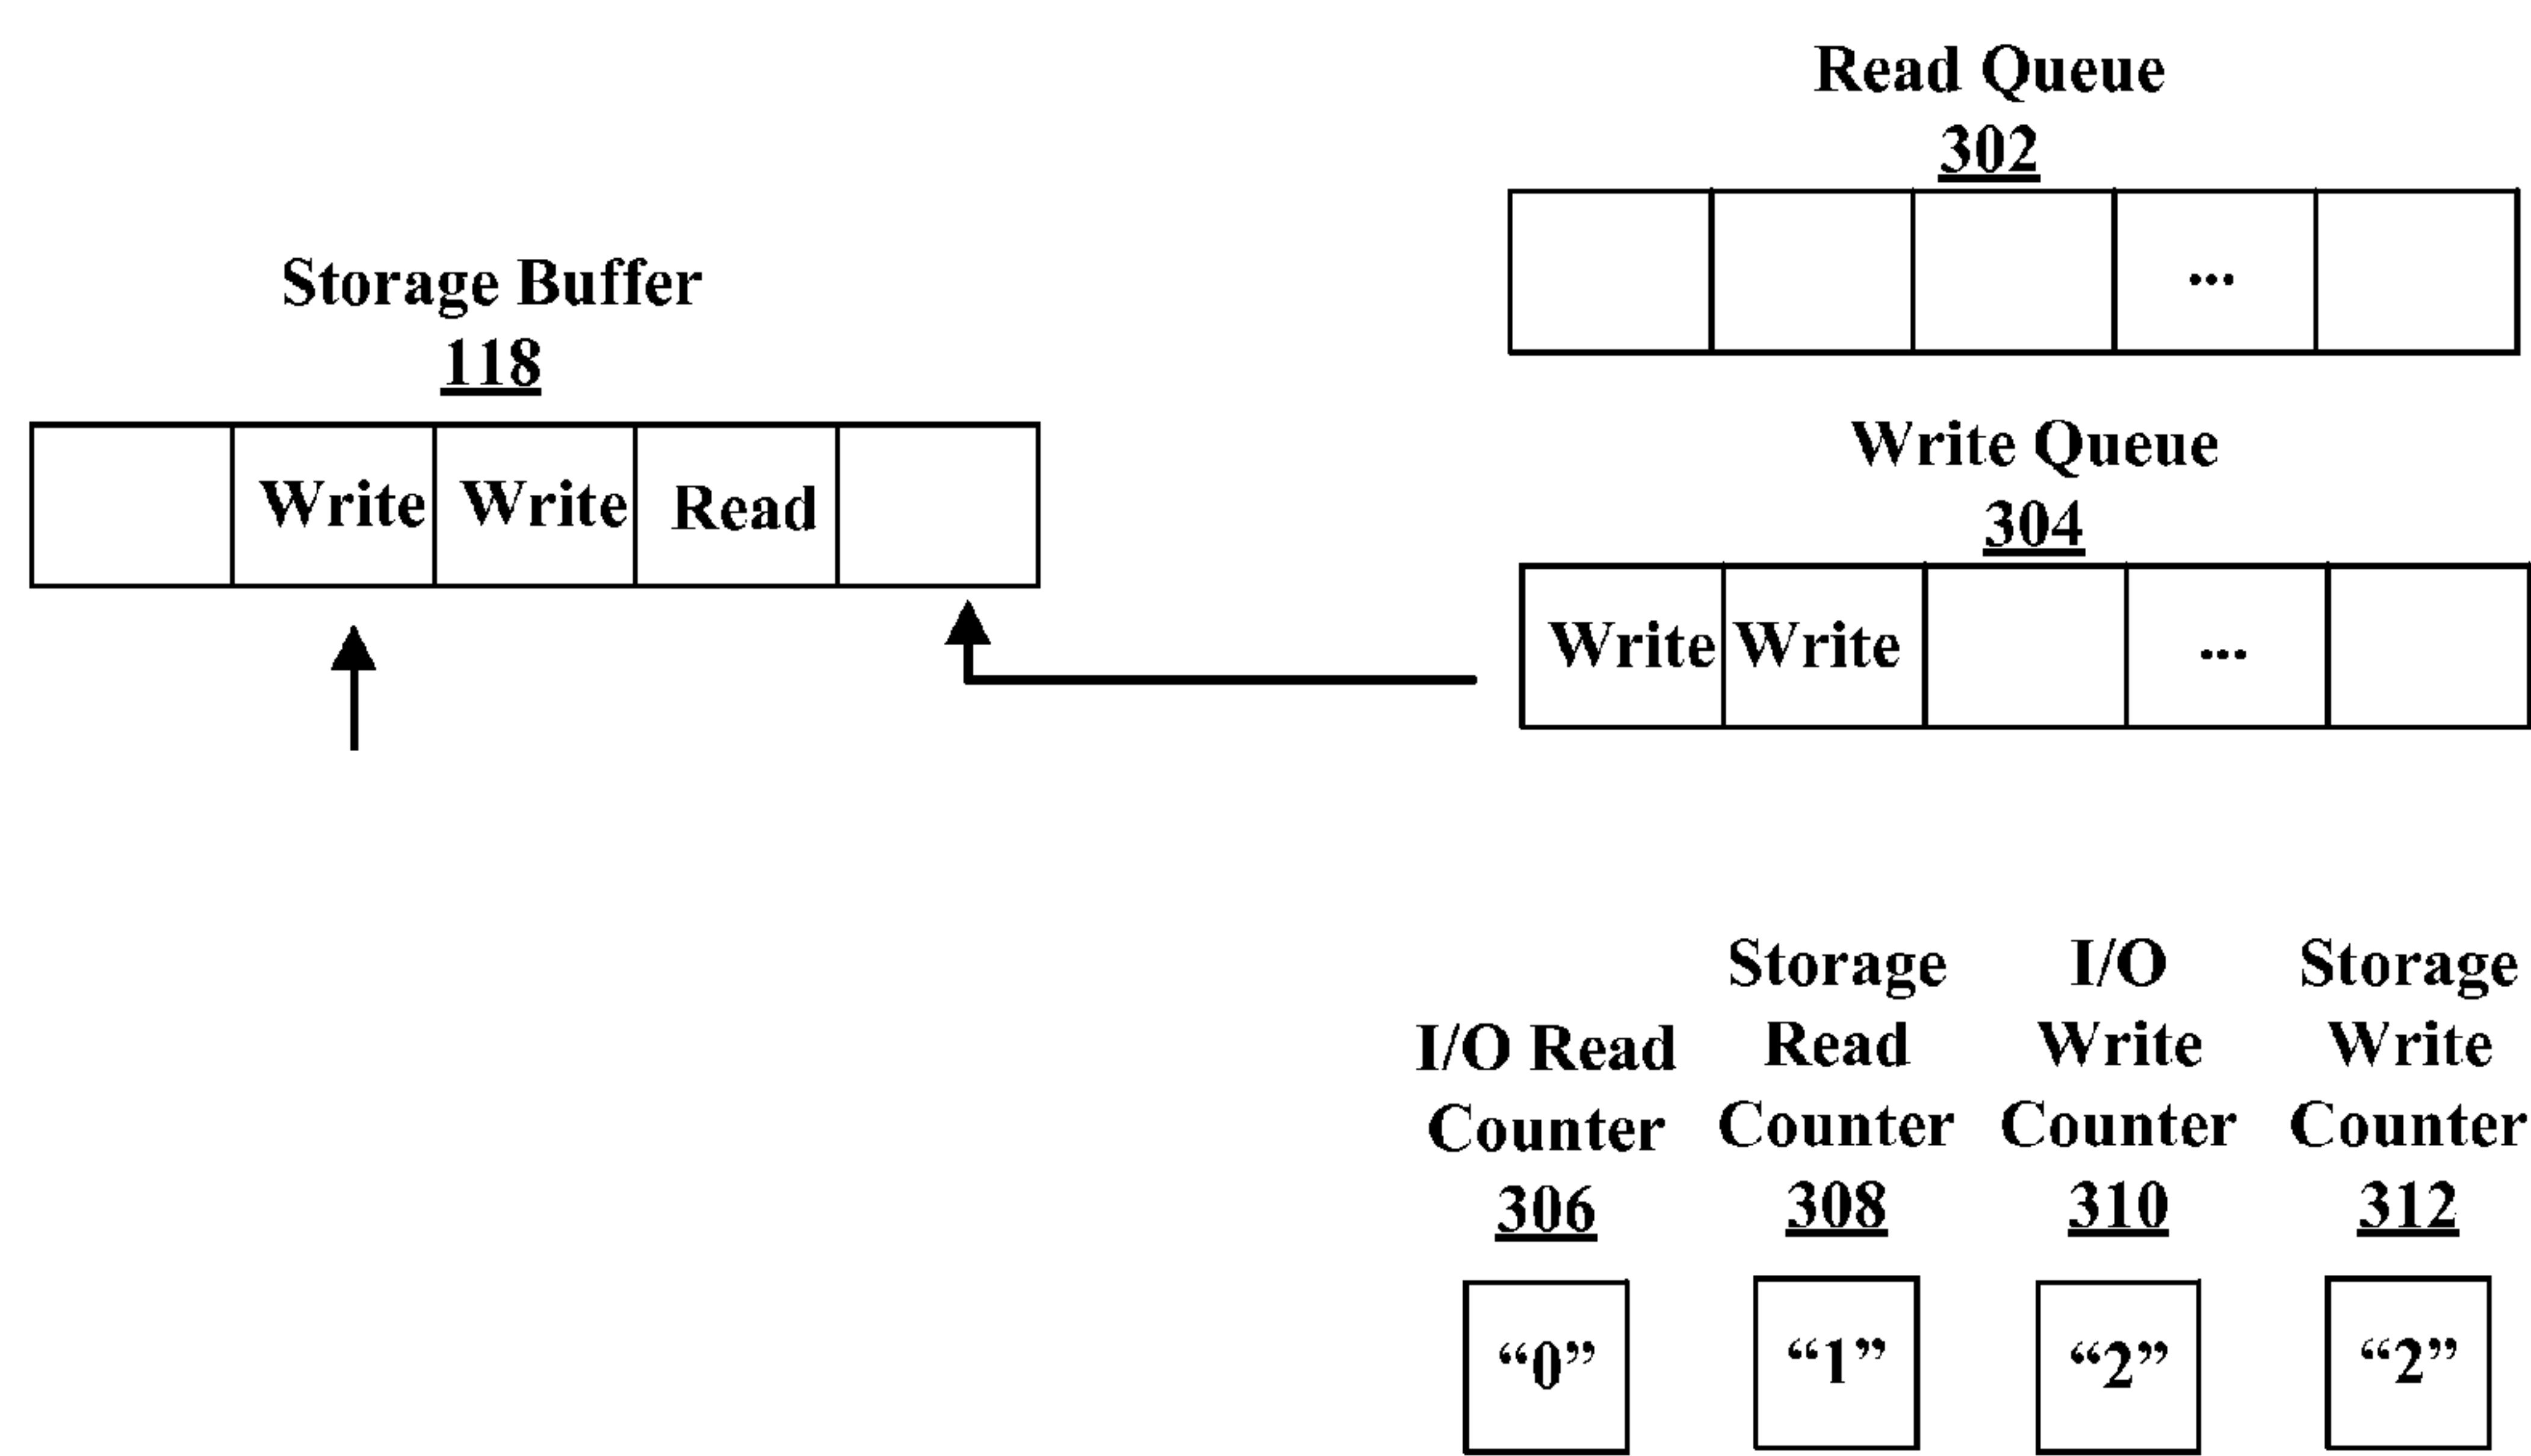 Read Queue
302
...
Storage Buffer
118
Write Write Read
Write Queue
304
Write Write ...
I/O Read
Counter
306
"0"
Storage
Read
Counter
308
“1”
I/O
Write
Counter
310
“2”
Storage
Write
Counter
312
“2”